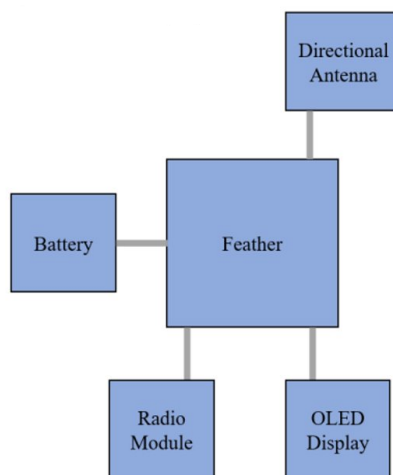 Directional
Antenna
Battery
Feather
Radio
Module
OLED
Display